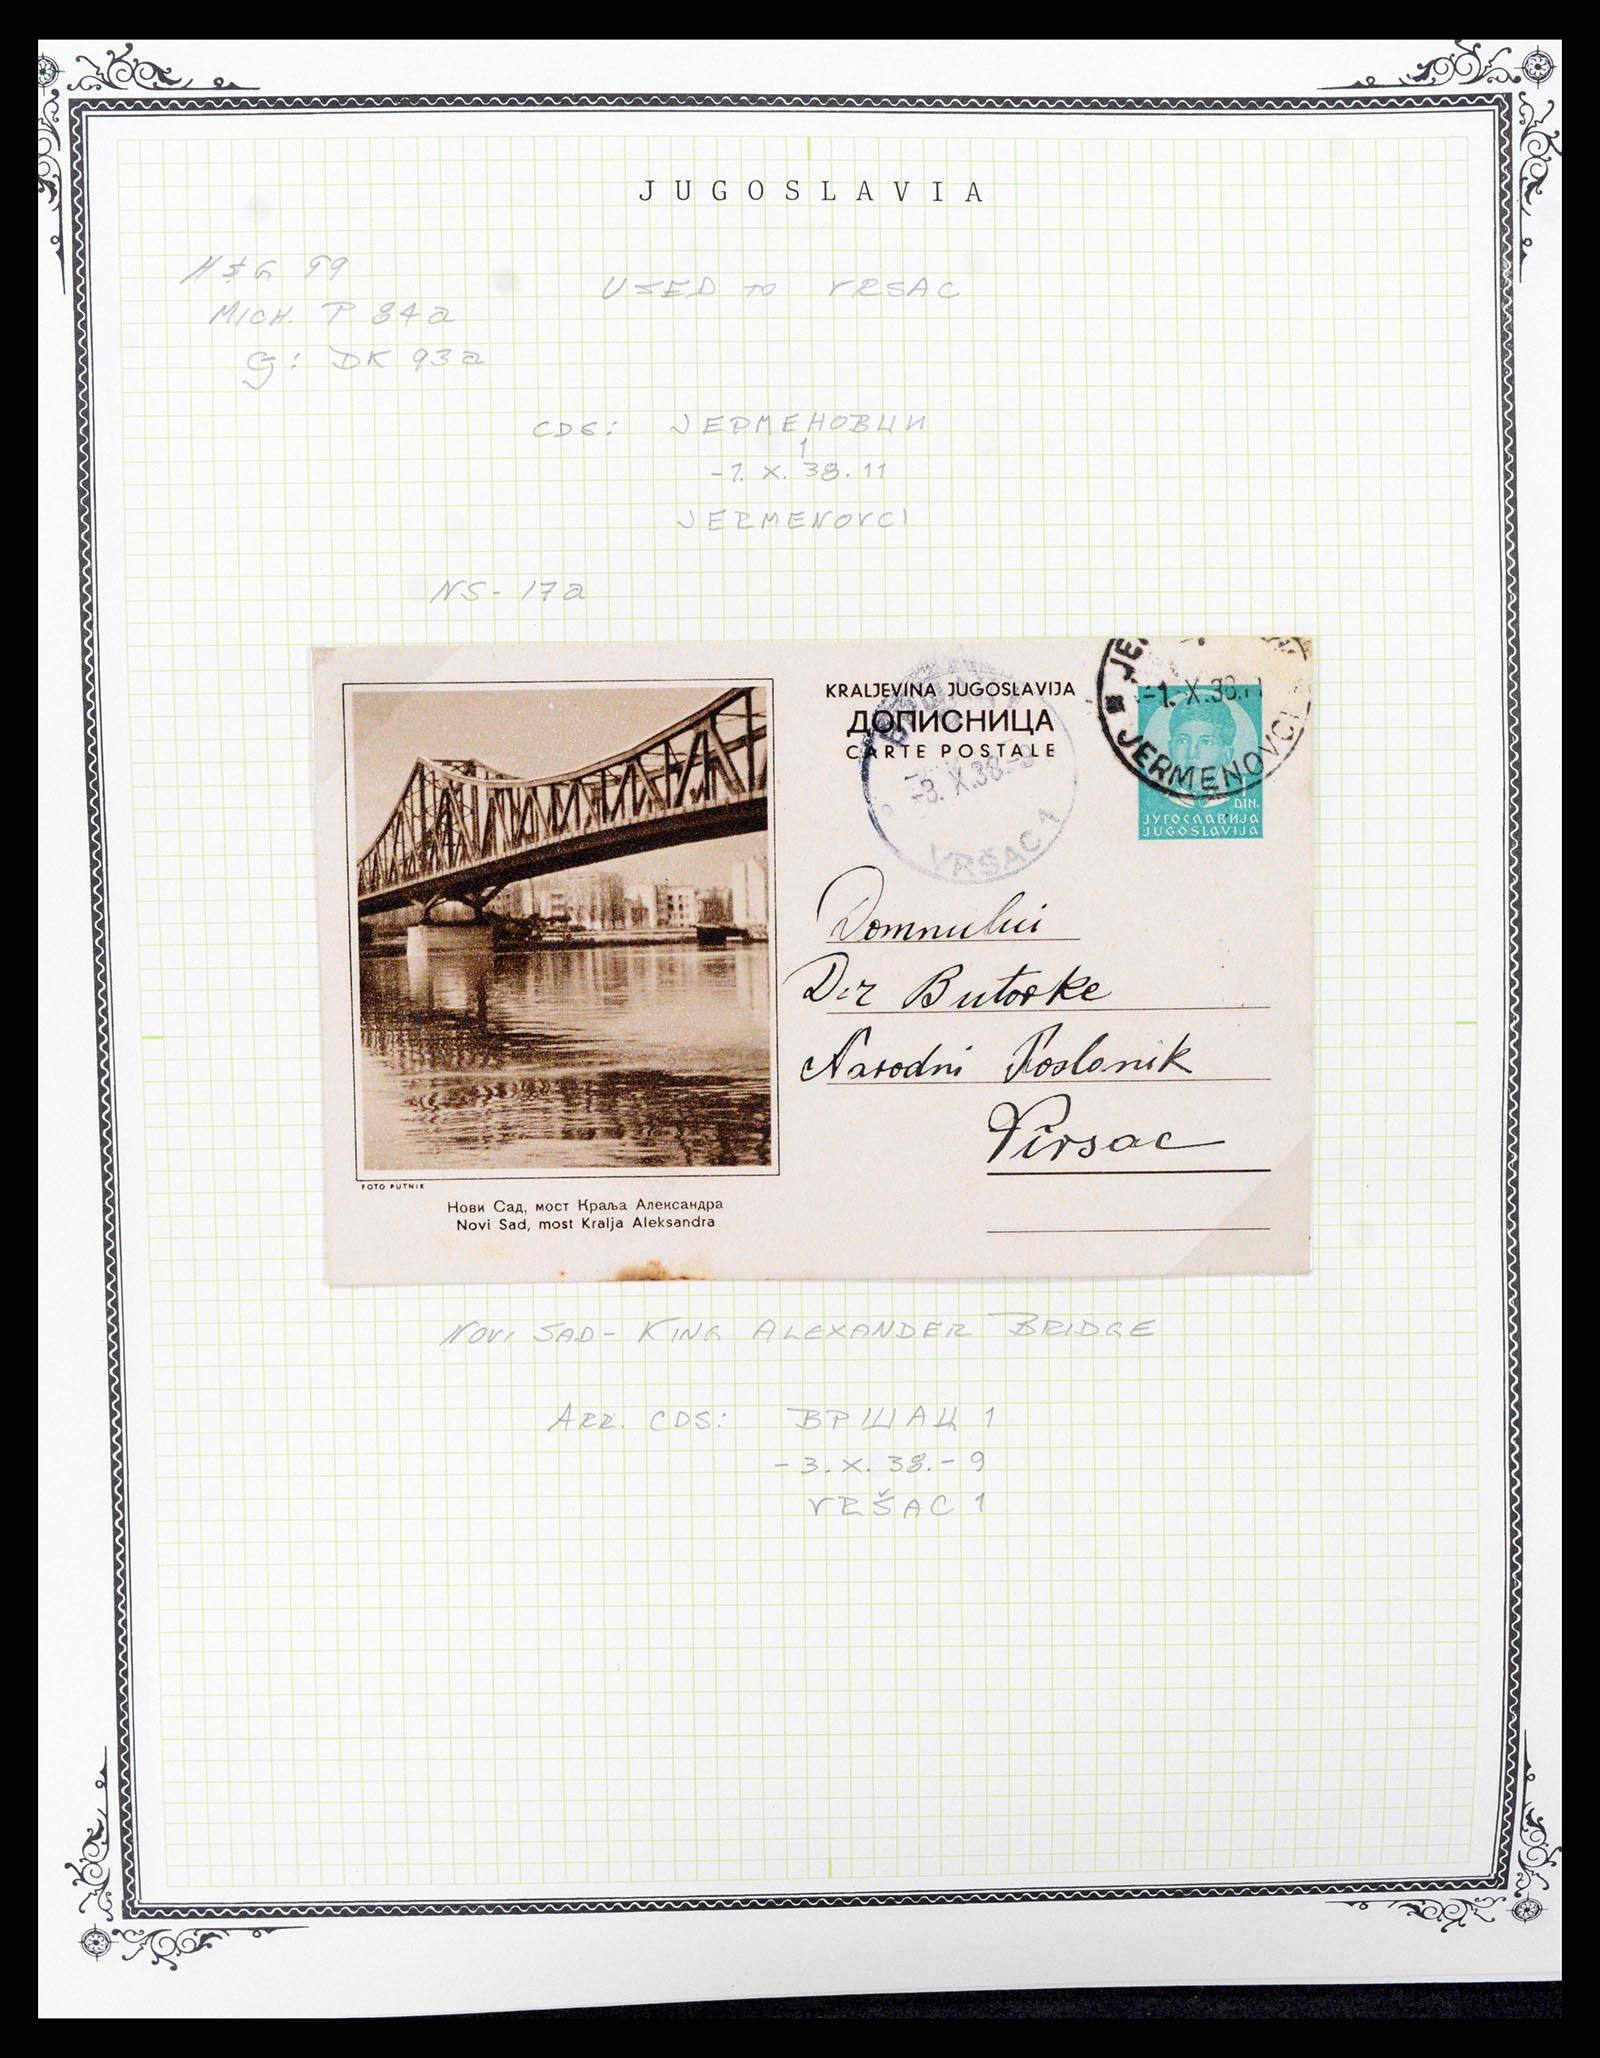 JUGOSLAVIA
H&G 99
MICH. P 84a
G: DK 93a
USED TO VRSAC
CDS: ЈЕРМЕНОВЦИ
1
-1. X. 38. 11
JERMENOVCI
NS-17a
KRALJEVINA JUGOSLAVIJA
ДОПИСНИЦА
CARTE POSTALE
-3. X.38.-9
VRŠAC 1
-1. X.38.11
JERMENOVCI
1
DIN.
ЈУГОСЛАВИЈА
JUGOSLAVIJA
Domnului
Dr Butorke
Narodni Poslanik
Vîrsac
FOTO PUTNIK
Нови Сад, мост Краља Александра
Novi Sad, most Kralja Aleksandra
NOVI SAD - KING ALEXANDER BRIDGE
ARR. CDS: ВРШАЦ 1
-3. X. 38.-9
VRŠAC 1